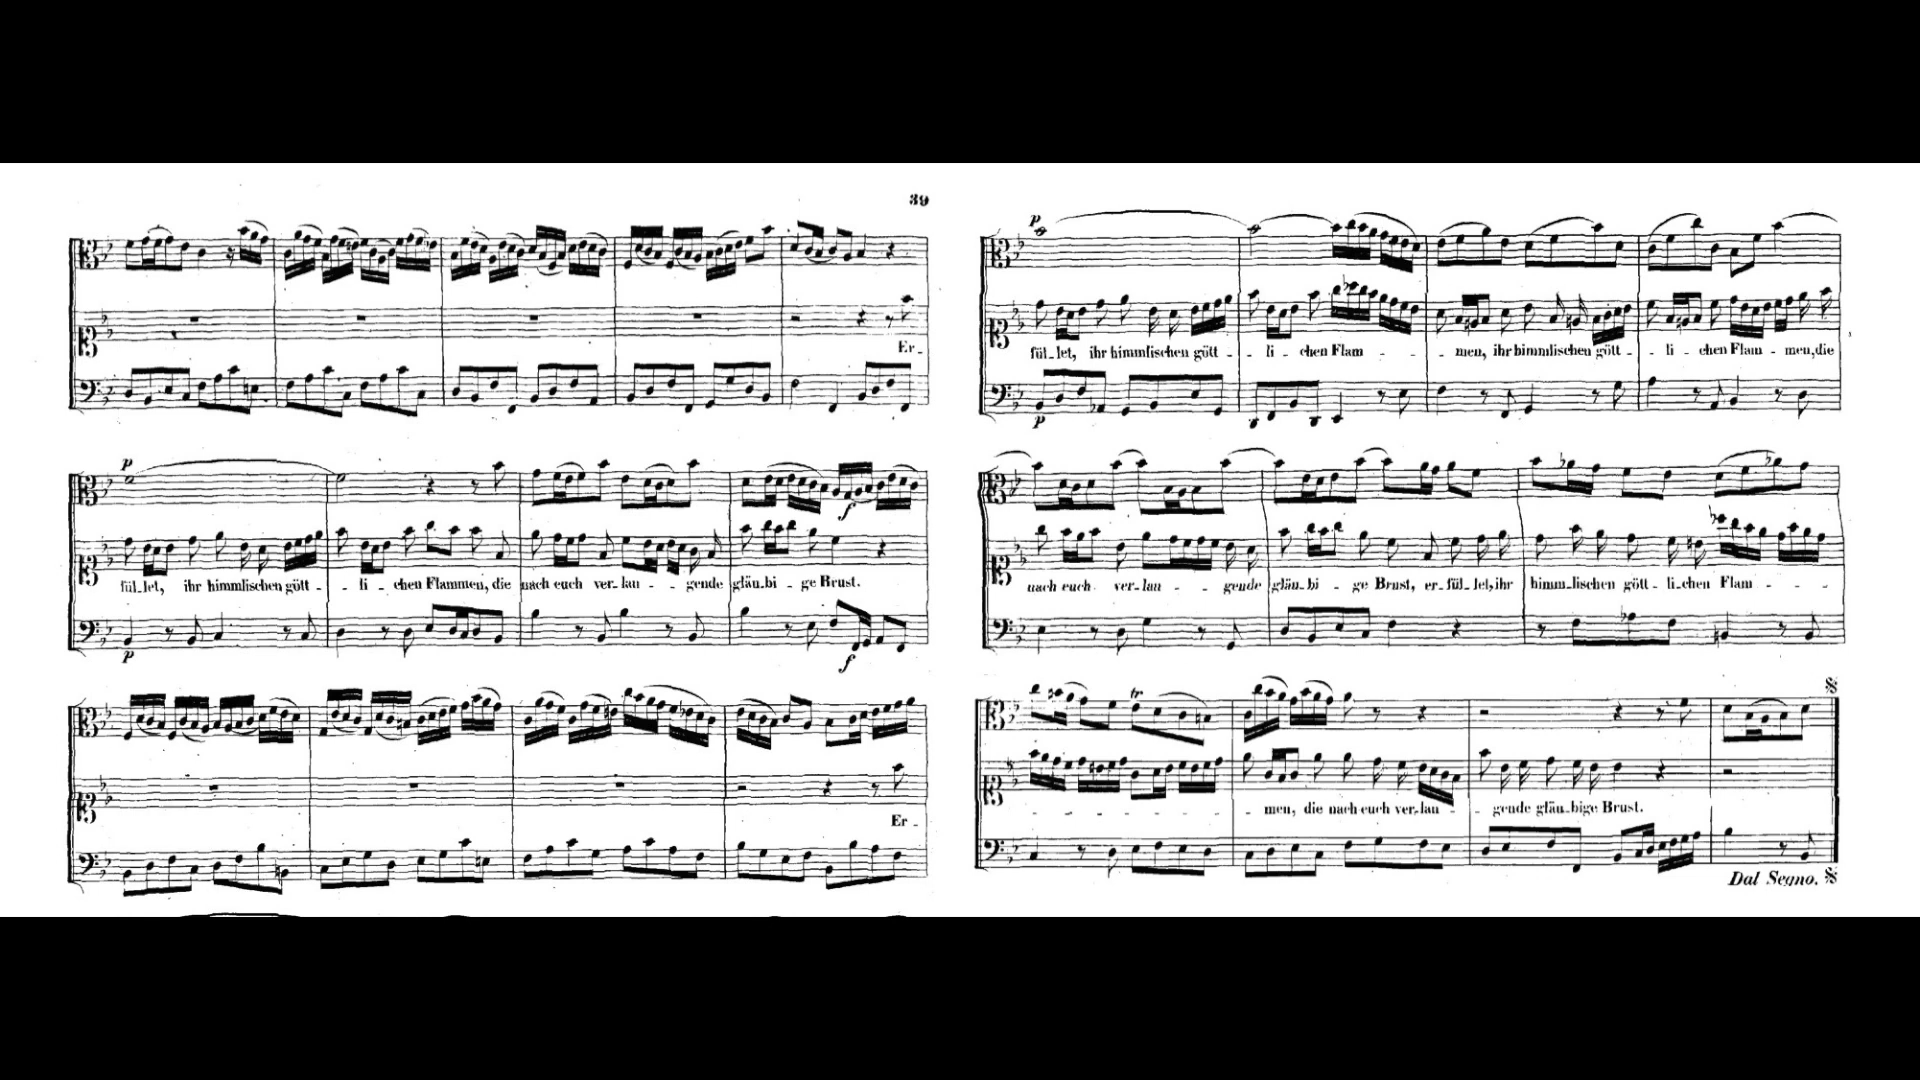 39
Er-
p
fül-let, ihr himmlischen gött- - li- chen Flammen, die nach euch ver-lau- - gende gläu-bi- ge Brust.
p
f
f
Er-
p
fül-let, ihr himmlischen gött- - li- chen Flam- - - - men, ihr himmlischen gött- - li- chen Flam- - men, die
p
nach euch ver-lan- - gende gläu-bi- ge Brust, er-fül-let, ihr himm-lischen gött-li-chen Flam- - -
tr
- - - - - - men, die nach euch ver-lan- - gende gläu-bige Brust.
Dal Segno.